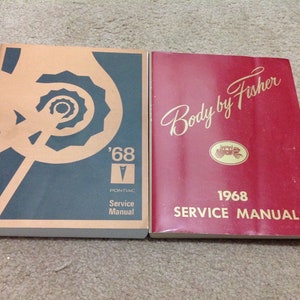 '68
PONTIAC
Service
Manual
Body by Fisher
1968
SERVICE MANUAL